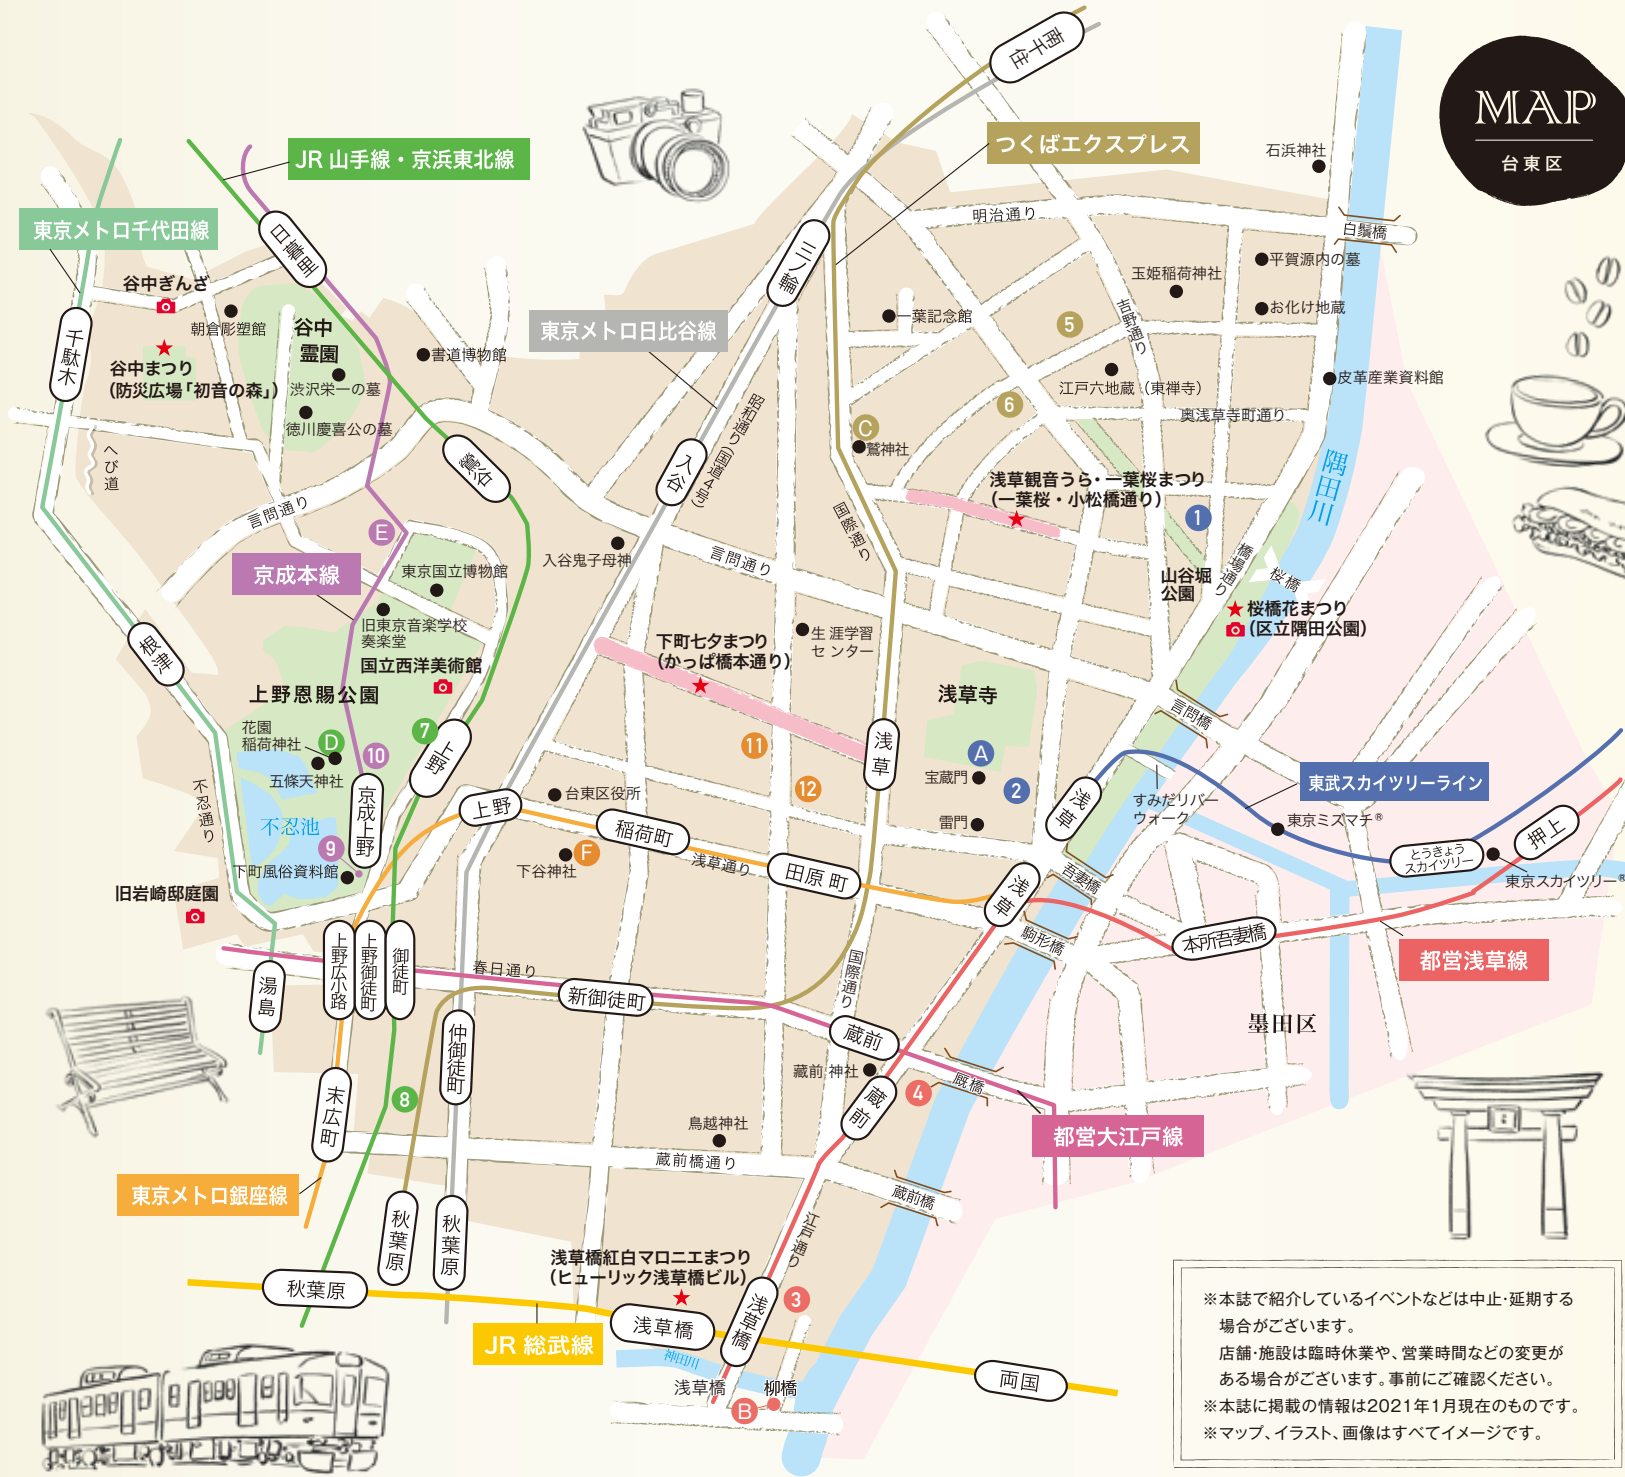 MAP
台東区
JR 山手線・京浜東北線
つくばエクスプレス
東京メトロ千代田線
東京メトロ日比谷線
京成本線
東武スカイツリーライン
都営浅草線
都営大江戸線
東京メトロ銀座線
JR 総武線
南千住
石浜神社
明治通り
白鬚橋
日暮里
三ノ輪
谷中ぎんざ
朝倉彫塑館
谷中
霊園
千駄木
谷中まつり
(防災広場「初音の森」)
渋沢栄一の墓
徳川慶喜公の墓
書道博物館
へび道
言問通り
鶯谷
入谷
昭和通り(国道4号)
一葉記念館
玉姫稲荷神社
平賀源内の墓
お化け地蔵
吉野通り
5
江戸六地蔵（東禅寺）
皮革産業資料館
6
奥浅草寺町通り
C
鷲神社
浅草観音うら・一葉桜まつり
(一葉桜・小松橋通り)
1
隅田川
国際通り
橋場通り
桜橋
山谷堀
公園
桜橋花まつり
(区立隅田公園)
E
東京国立博物館
旧東京音楽学校
奏楽堂
国立西洋美術館
入谷鬼子母神
言問通り
生涯学習
センター
下町七夕まつり
(かっぱ橋本通り)
根津
上野恩賜公園
花園
稲荷神社
D
五條天神社
10
7
上野
不忍通り
不忍池
京成上野
9
下町風俗資料館
旧岩崎邸庭園
11
12
浅草
浅草寺
A
宝蔵門
2
雷門
言問橋
浅草
すみだリバー
ウォーク
東京ミズマチ®
とうきょう
スカイツリー
押上
東京スカイツリー®
上野
台東区役所
稲荷町
F
下谷神社
浅草通り
田原町
浅草
吾妻橋
駒形橋
本所吾妻橋
墨田区
湯島
上野広小路
上野御徒町
御徒町
春日通り
新御徒町
仲御徒町
国際通り
蔵前
藏前神社
蔵前
4
厩橋
8
末広町
鳥越神社
蔵前橋通り
蔵前橋
秋葉原
秋葉原
秋葉原
江戸通り
浅草橋紅白マロニエまつり
(ヒューリック浅草橋ビル)
3
浅草橋
浅草橋
両国
神田川
浅草橋
柳橋
B
※本誌で紹介しているイベントなどは中止・延期する
場合がございます。
店舗・施設は臨時休業や、営業時間などの変更が
ある場合がございます。事前にご確認ください。
※本誌に掲載の情報は2021年1月現在のものです。
※マップ、イラスト、画像はすべてイメージです。